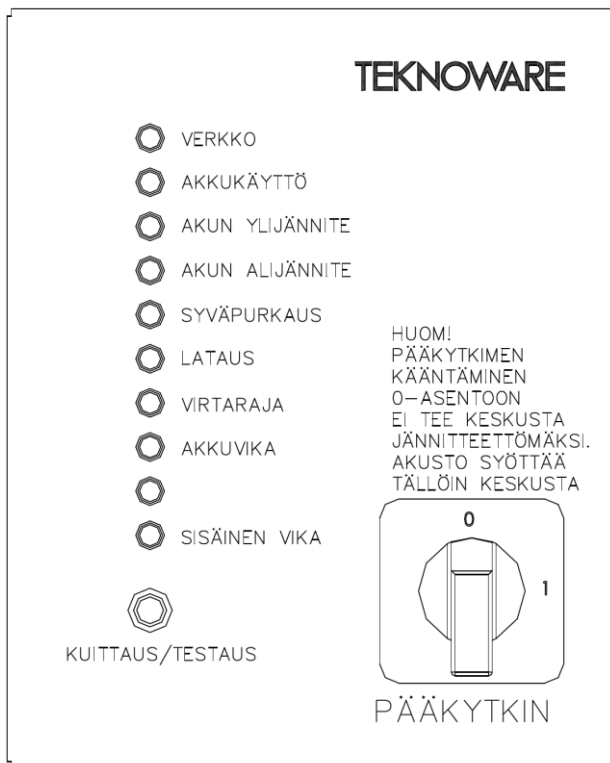 TEKNOWARE
VERKKO
AKKUKÄYTTÖ
AKUN YLIJÄNNITE
AKUN ALIJÄNNITE
SYVÄPURKAUS
LATAUS
VIRTARAJA
AKKUVIKA
SISÄINEN VIKA
KUITTAUS/TESTAUS
HUOM!
PÄÄKYTKIMEN
KÄÄNTÄMINEN
0-ASENTOON
EI TEE KESKUSTA
JÄNNITEETTÖMÄKSI.
AKUSTO SYÖTTÄÄ
TÄLLÖIN KESKUSTA
0
1
PÄÄKYTKIN